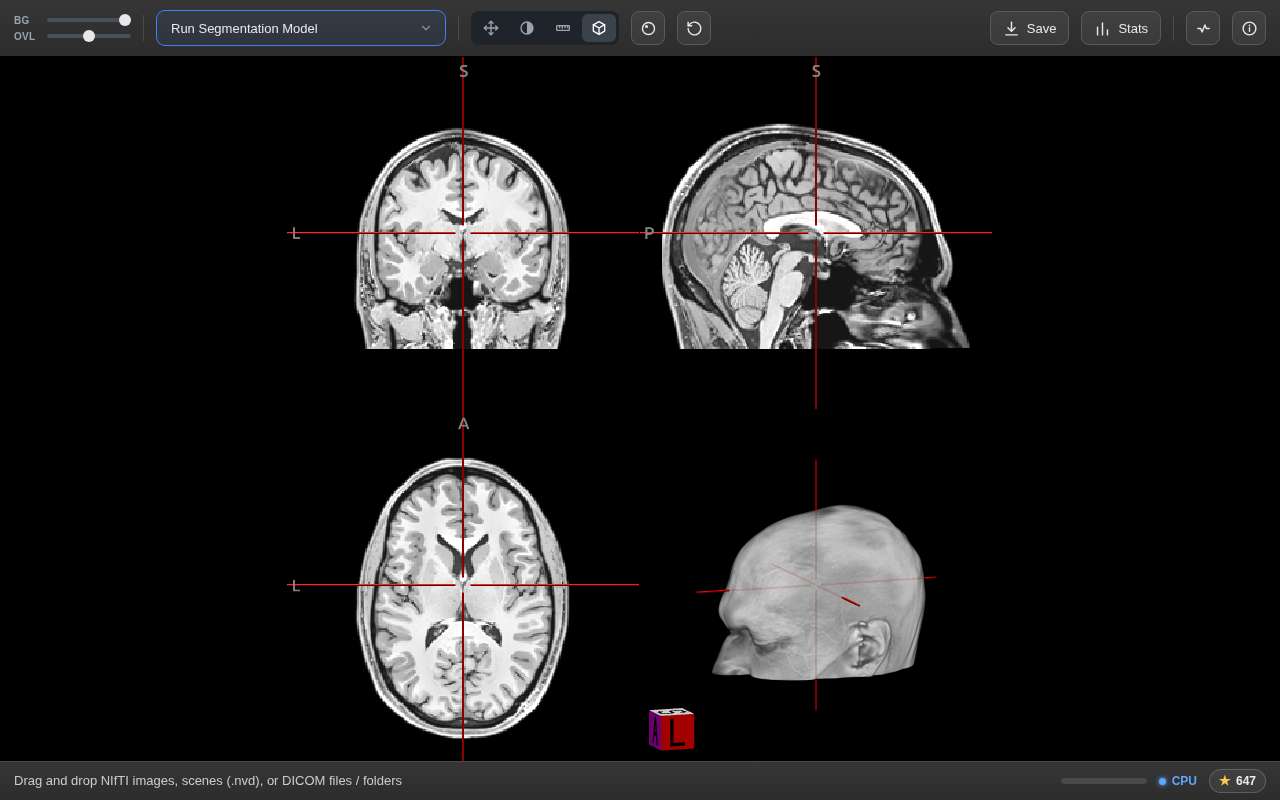 BG
OVL
Run Segmentation Model
Save
Stats
S
S
L
P
A
L
A
L
Drag and drop NIfTI images, scenes (.nvd), or DICOM files / folders
CPU
647